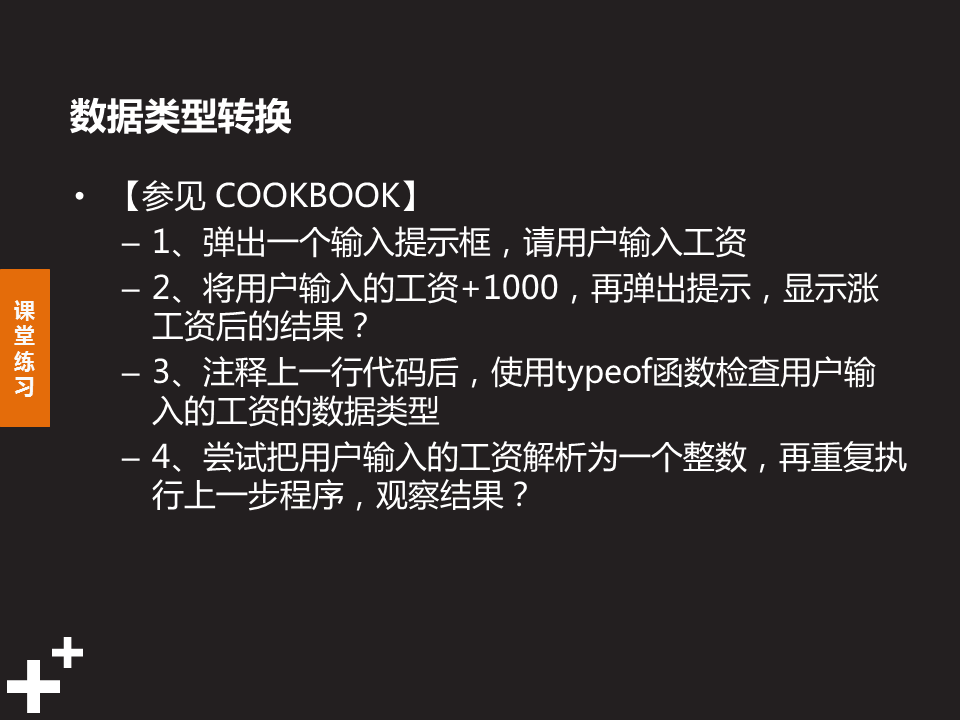 数据类型转换
• 【参见 COOKBOOK】
– 1、弹出一个输入提示框，请用户输入工资
– 2、将用户输入的工资+1000，再弹出提示，显示涨
工资后的结果？
– 3、注释上一行代码后，使用typeof函数检查用户输
入的工资的数据类型
– 4、尝试把用户输入的工资解析为一个整数，再重复执
行上一步程序，观察结果？
课
堂
练
习